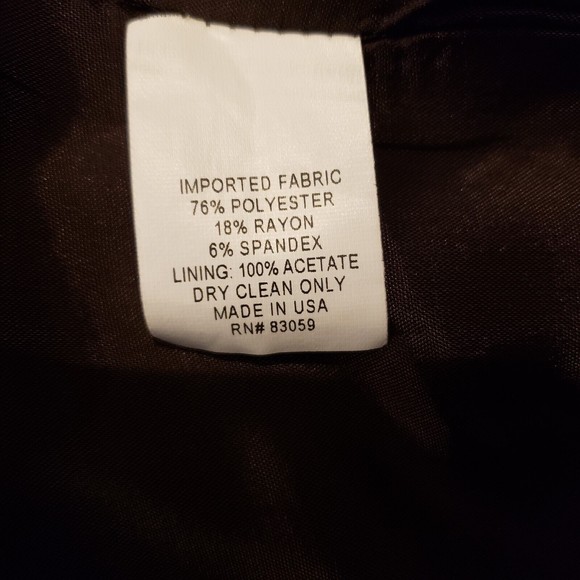 IMPORTED FABRIC
76% POLYESTER
18% RAYON
6% SPANDEX
LINING: 100% ACETATE
DRY CLEAN ONLY
MADE IN USA
RN# 83059